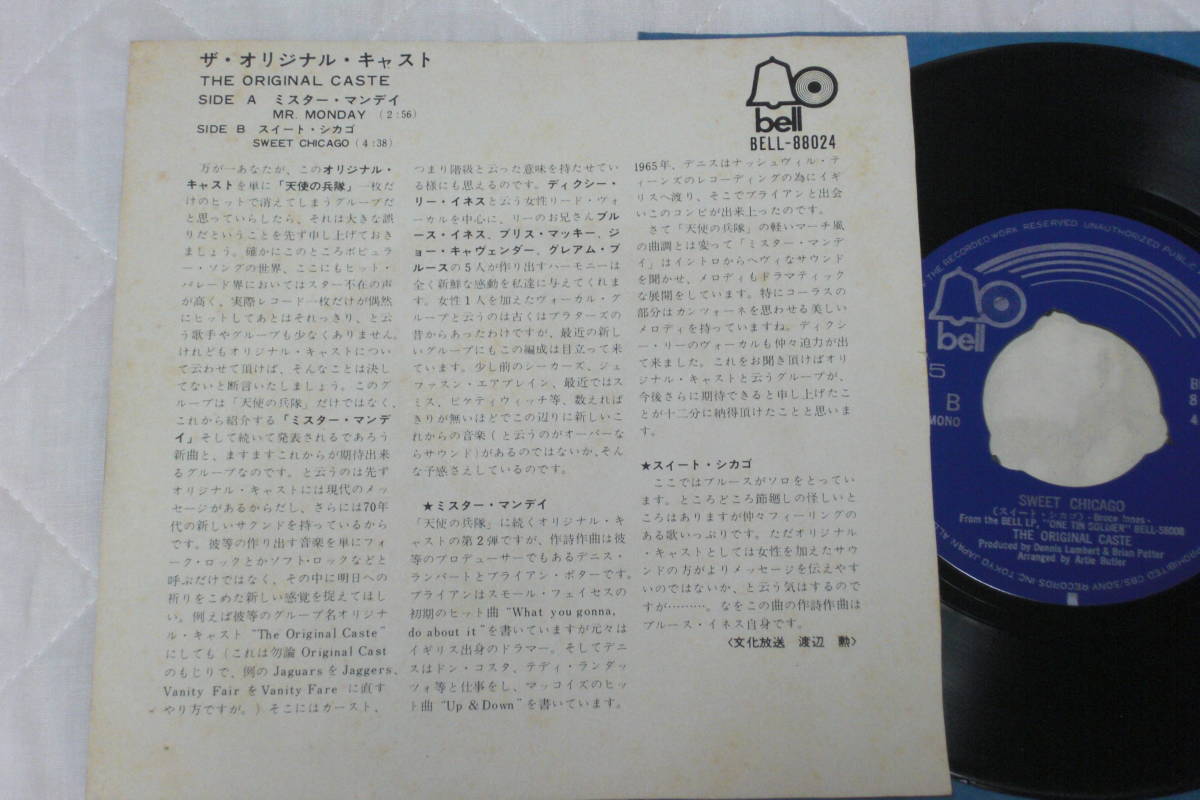 ザ・オリジナル・キャスト
THE ORIGINAL CASTE
SIDE A ミスター・マンデイ
MR. MONDAY (2:56)
SIDE B スイート・シカゴ
SWEET CHICAGO (4:38)
bell
BELL-88024
万が一あなたが、このオリジナル・
キャストを単に「天使の兵隊」一枚だ
けのヒットで消えてしまうグループだ
と思っていらしたら、それは大きな誤
りだということを先ず申し上げておき
ましょう。確かにこのところポピュラ
ー・ソングの世界、ここにもヒット・
パレード界においてはスター不在の声
が高く、実際レコード一枚だけが偶然
にヒットしてあとはそれっきり、と云
う歌手やグループも少なくありません。
けれどもオリジナル・キャストについ
て云わせて頂けば、そんなことは決し
てないと断言いたしましょう。このグ
ループは「天使の兵隊」だけではなく、
これから紹介する「ミスター・マンデ
イ」そして続いて発表されるであろう
新曲と、ますますこれからが期待出来
るグループなのです。と云うのは先ず
オリジナル・キャストには現代のメッ
セージがあるからだし、さらには70年
代の新しいサウンドを持っているから
です。彼等の作り出す音楽を単にフォ
ーク・ロックとかソフト・ロックなどと
呼ぶだけではなく、その中に明日への
祈りをこめた新しい感覚を捉えてほし
い。例えば彼等のグループ名オリジナ
ル・キャスト "The Original Caste"
にしても(これは勿論 Original Cast
のもじりで、例の JaguarsをJaggers、
Vanity Fair をVanity Fare に直す
やり方ですが。)そこにはカースト、
つまり階級と云った意味を持たせてい
る様にも思えるのです。ディクシー・
リー・イネスと云う女性リード・ヴォ
ーカルを中心に、リーのお兄さんブル
ース・イネス、ブリス・マッキー、ジ
ョー・キャヴェンダー、グレアム・ブ
ルースの5人が作り出すハーモニーは
全く新鮮な感動を私達に与えてくれま
す。女性1人を加えたヴォーカル・グ
ループと云うのは古くはプラターズの
昔からあったわけですが、最近の新し
いグループにもこの編成は目立って来
ています。少し前のシーカーズ、ジェ
ファスン・エアプレイン、最近ではス
ミス、ピケティウィッチ等、数えれば
きりが無いほどでこの辺りに新しいこ
れからの音楽(と云うのがオーバーな
らサウンド)があるのではないか、そん
な予感さえしているのです。
★ミスター・マンデイ
「天使の兵隊」に続くオリジナル・キ
ャストの第2弾ですが、作詩作曲は彼
等のプロデューサーでもあるデニス・
ランバートとブライアン・ポターです。
ブライアンはスモール・フェイセスの
初期のヒット曲 "What you gonna,
do about it" を書いていますが元々は
イギリス出身のドラマー。そしてデニ
スはドン・コスタ、テディ・ランダッ
ツォ等と仕事をし、マッコイズのヒッ
ト曲 "Up & Down" を書いています。
1965年、デニスはナッシュヴィル・テ
ィーンズのレコーディングの為にイギ
リスへ渡り、そこでブライアンと出会
いこのコンビが出来上ったのです。
さて「天使の兵隊」の軽いマーチ風
の曲調とは変って「ミスター・マンデ
イ」はイントロからヘヴィなサウンド
を聞かせ、メロディもドラマティック
な展開をしています。特にコーラスの
部分はカンツォーネを思わせる美しい
メロディを持っていますね。ディクシ
ー・リーのヴォーカルも仲々迫力が出
て来ました。これをお聞き頂けばオリ
ジナル・キャストと云うグループが、
今後さらに期待できると申し上げたこ
とが十二分に納得頂けたことと思いま
す。
★スイート・シカゴ
ここではブルースがソロをとってい
ます。ところどころ節廻しの怪しいと
ころはありますが仲々フィーリングの
ある歌いっぷりです。ただオリジナル
・キャストとしては女性を加えたサウ
ンドの方がよりメッセージを伝えやす
いのではないか、と云う気はするので
すが………。なをこの曲の作詩作曲は
ブルース・イネス自身です。
〈文化放送 渡辺 勲〉
THE RECORDED WORK RESERVED UNAUTHORIZED PUBLIC
bell
B
MONO
SWEET CHICAGO
(スイート・シカゴ) - Bruce Innes -
From the BELL LP, "ONE TIN SOLDIER" BELL-58008
THE ORIGINAL CASTE
Produced by Dennis Lambert & Brian Potter
Arranged by Artie Butler
PROHIBITED CBS/SONY RECORDS INC. TOKYO JAPAN